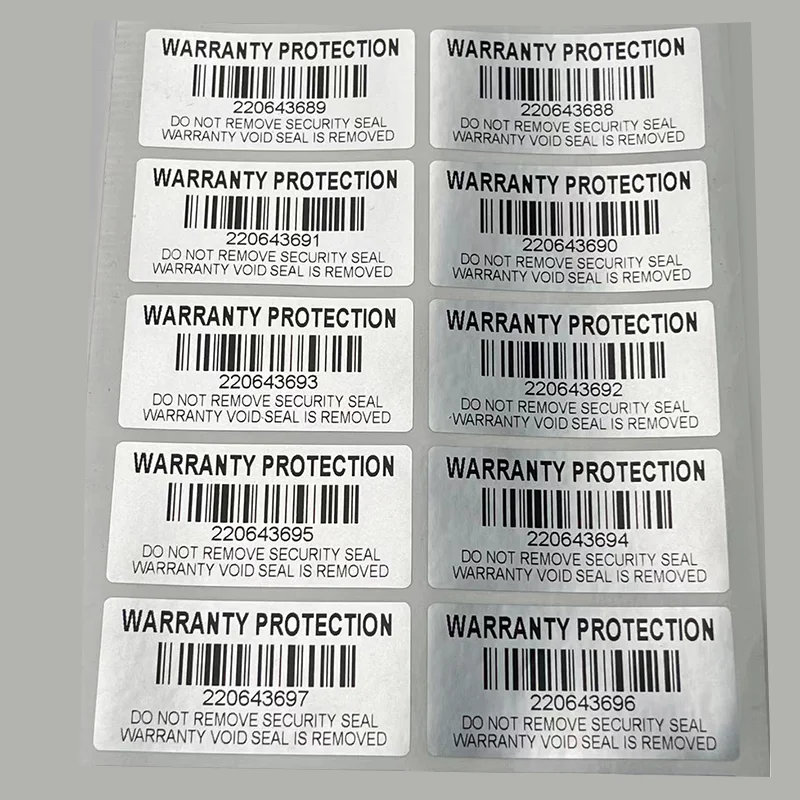 WARRANTY PROTECTION
220643689
DO NOT REMOVE SECURITY SEAL
WARRANTY VOID SEAL IS REMOVED
WARRANTY PROTECTION
220643688
DO NOT REMOVE SECURITY SEAL
WARRANTY VOID SEAL IS REMOVED
WARRANTY PROTECTION
220643691
DO NOT REMOVE SECURITY SEAL
WARRANTY VOID SEAL IS REMOVED
WARRANTY PROTECTION
220643690
DO NOT REMOVE SECURITY SEAL
WARRANTY VOID SEAL IS REMOVED
WARRANTY PROTECTION
220643693
DO NOT REMOVE SECURITY SEAL
WARRANTY VOID SEAL IS REMOVED
WARRANTY PROTECTION
220643692
DO NOT REMOVE SECURITY SEAL
WARRANTY VOID SEAL IS REMOVED
WARRANTY PROTECTION
220643695
DO NOT REMOVE SECURITY SEAL
WARRANTY VOID SEAL IS REMOVED
WARRANTY PROTECTION
220643694
DO NOT REMOVE SECURITY SEAL
WARRANTY VOID SEAL IS REMOVED
WARRANTY PROTECTION
220643697
DO NOT REMOVE SECURITY SEAL
WARRANTY VOID SEAL IS REMOVED
WARRANTY PROTECTION
220643696
DO NOT REMOVE SECURITY SEAL
WARRANTY VOID SEAL IS REMOVED